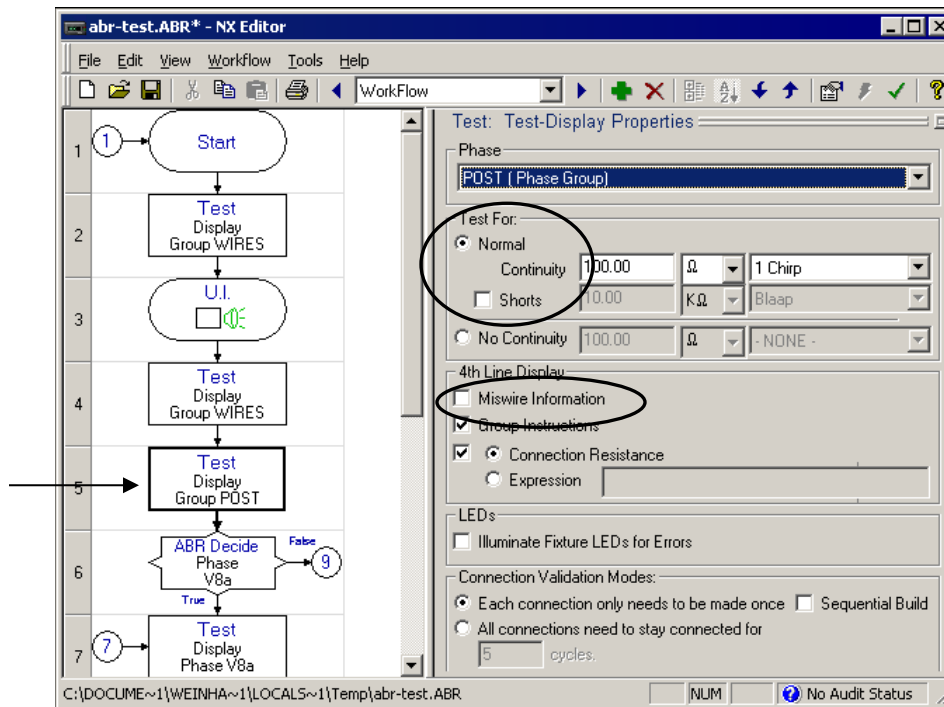 abr-test.ABR* - NX Editor
File Edit View Workflow Tools Help
WorkFlow
1
1
Start
2
Test
Display
Group WIRES
3
U.I.
4
Test
Display
Group WIRES
5
Test
Display
Group POST
6
ABR Decide
Phase
V8a
False
9
True
7
7
Test
Display
Phase V8a
Test: Test-Display Properties
Phase
POST ( Phase Group)
Test For:
Normal
Continuity 100.00 Ω 1 Chirp
Shorts 10.00 KΩ Blaap
No Continuity 100.00 Ω - NONE -
4th Line Display
Miswire Information
Group Instructions
Connection Resistance
Expression
LEDs
Illuminate Fixture LEDs for Errors
Connection Validation Modes:
Each connection only needs to be made once Sequential Build
All connections need to stay connected for
5 cycles.
C:\DOCUME~1\WEINHA~1\LOCALS~1\Temp\abr-test.ABR NUM No Audit Status